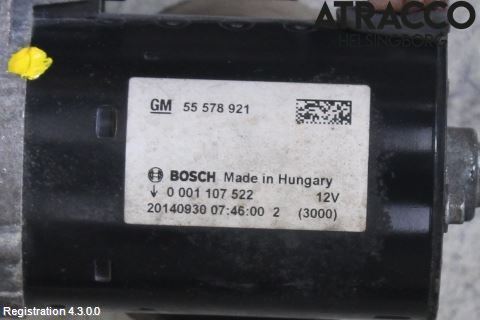 ATRACCO
HELSINGBORG
GM 55 578 921
BOSCH Made in Hungary
0 001 107 522 12V
20140930 07:46:00 2 (3000)
Registration 4.3.0.0